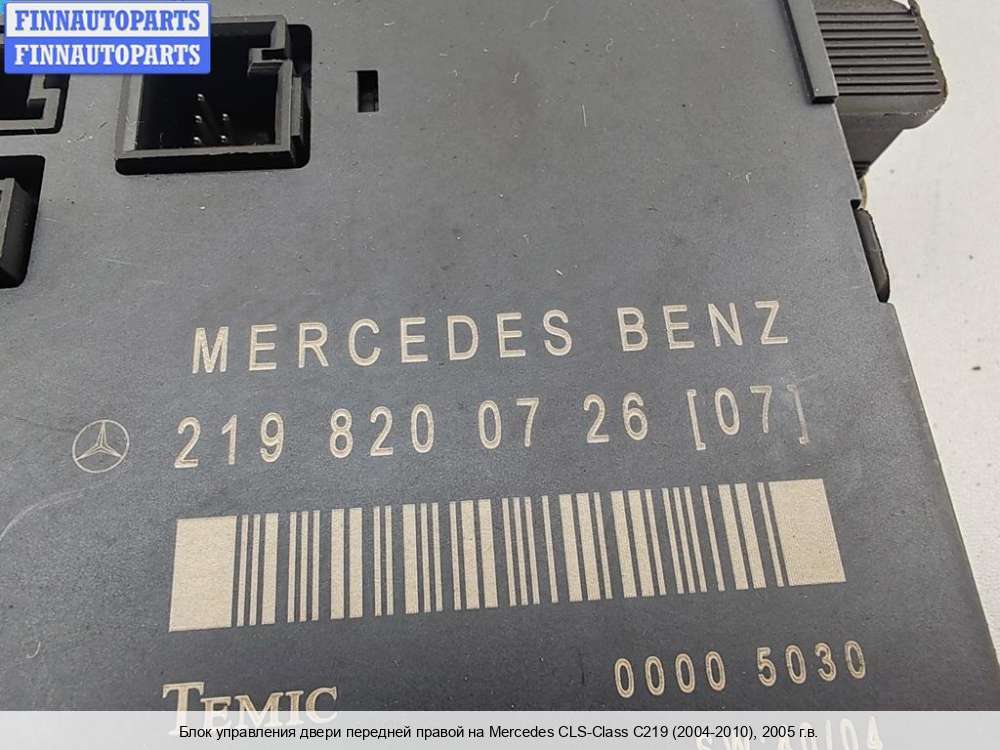 FINNAUTOPARTS
FINNAUTOPARTS
MERCEDES BENZ
219 820 07 26 [07]
TEMIC
0000 5030
Блок управления двери передней правой на Mercedes CLS-Class C219 (2004-2010), 2005 г.в.